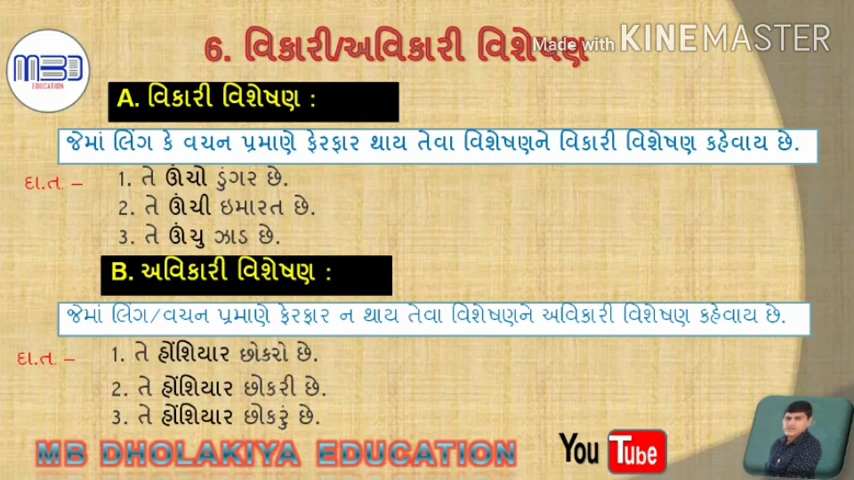 6. વિકારી/અવિકારી વિશેષણ
Made with KINEMASTER
MBD
EDUCATION
A. વિકારી વિશેષણ :
જેમાં લિંગ કે વચન પ્રમાણે ફેરફાર થાય તેવા વિશેષણને વિકારી વિશેષણ કહેવાય છે.
દા.ત. –
1. તે ઊંચો ડુંગર છે.
2. તે ઊંચી ઇમારત છે.
3. તે ઊંચુ ઝાડ છે.
B. અવિકારી વિશેષણ :
જેમાં લિંગ/વચન પ્રમાણે ફેરફાર ન થાય તેવા વિશેષણને અવિકારી વિશેષણ કહેવાય છે.
દા.ત. –
1. તે હોંશિયાર છોકરો છે.
2. તે હોંશિયાર છોકરી છે.
3. તે હોંશિયાર છોકરું છે.
MB DHOLAKIYA EDUCATION
YouTube